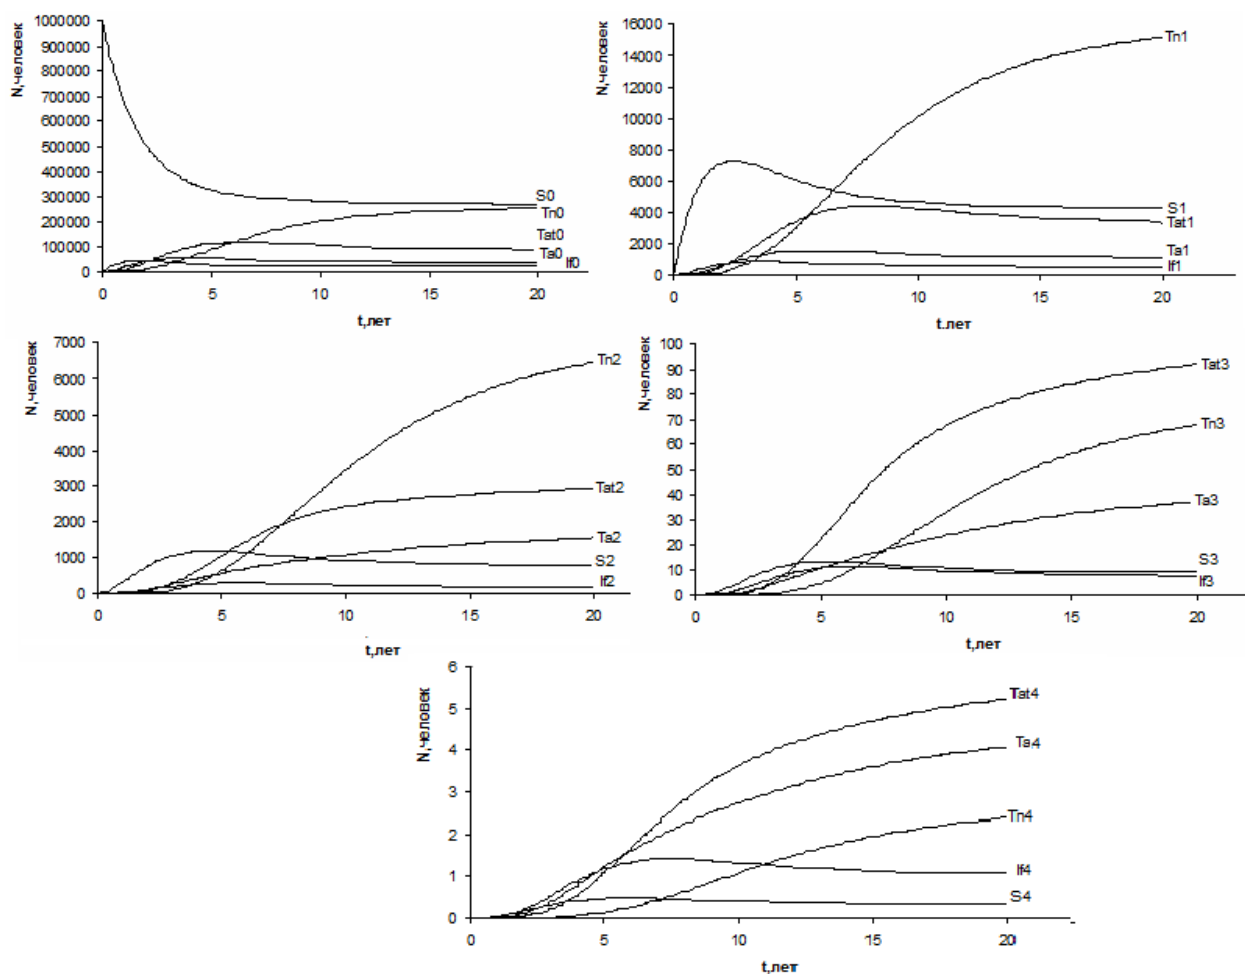 N,человек
1000000
900000
800000
700000
600000
500000
400000
300000
200000
100000
0
S0
Tn0
Tat0
Ta0
If0
0 5 10 15 20
t,лет
N,человек
16000
14000
12000
10000
8000
6000
4000
2000
0
Tn1
S1
Tat1
Ta1
If1
0 5 10 15 20
t.лет
N,человек
7000
6000
5000
4000
3000
2000
1000
0
Tn2
Tat2
Ta2
S2
If2
0 5 10 15 20
t,лет
N,человек
100
90
80
70
60
50
40
30
20
10
0
Tat3
Tn3
Ta3
S3
If3
0 5 10 15 20
t,лет
N,человек
6
5
4
3
2
1
0
Tat4
Ta4
Tn4
If4
S4
0 5 10 15 20
t,лет